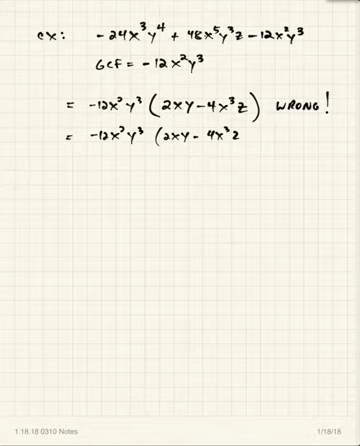 ex: -24x³y⁴ + 48x⁵y³z - 12x²y³
GCF = -12x²y³
= -12x²y³ (2xy - 4x³z) WRONG!
= -12x²y³ (2xy - 4x³z
1.18.18 0310 Notes 1/18/18